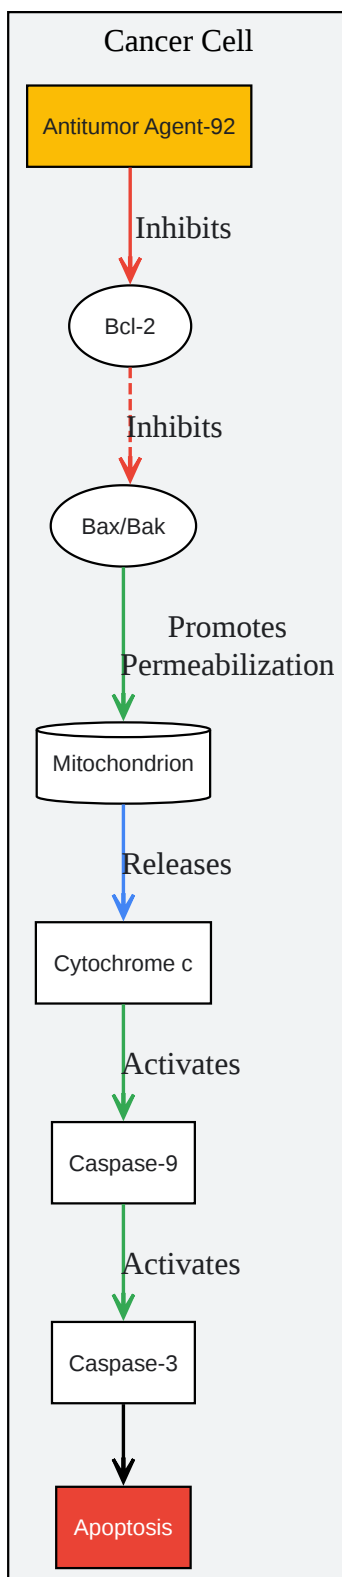 Cancer Cell
Antitumor Agent-92
Inhibits
Bcl-2
Inhibits
Bax/Bak
Promotes
Permeabilization
Mitochondrion
Releases
Cytochrome c
Activates
Caspase-9
Activates
Caspase-3
Apoptosis